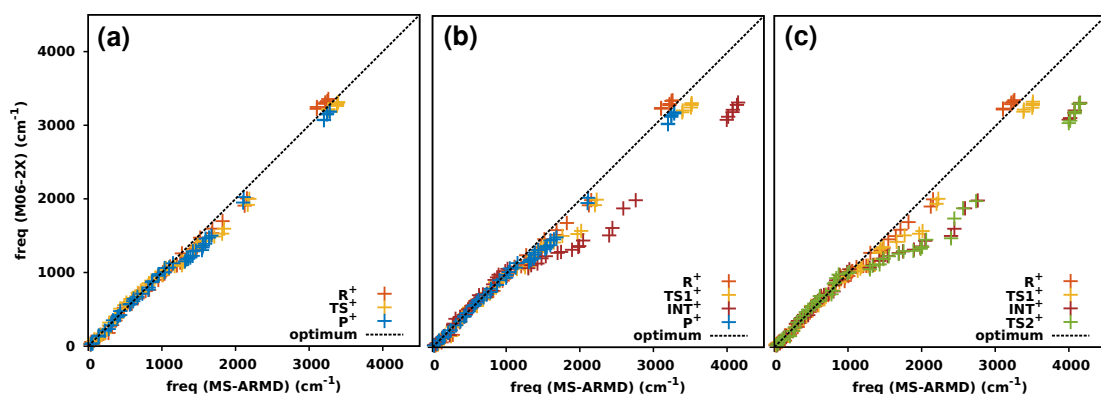 (a)
(b)
(c)
freq (M06-2X) (cm⁻¹)
4000
3000
2000
1000
0
R⁺
TS⁺
P⁺
optimum
0 1000 2000 3000 4000
freq (MS-ARMD) (cm⁻¹)
R⁺
TS1⁺
INT⁺
P⁺
optimum
0 1000 2000 3000 4000
freq (MS-ARMD) (cm⁻¹)
R⁺
TS1⁺
INT⁺
TS2⁺
optimum
0 1000 2000 3000 4000
freq (MS-ARMD) (cm⁻¹)